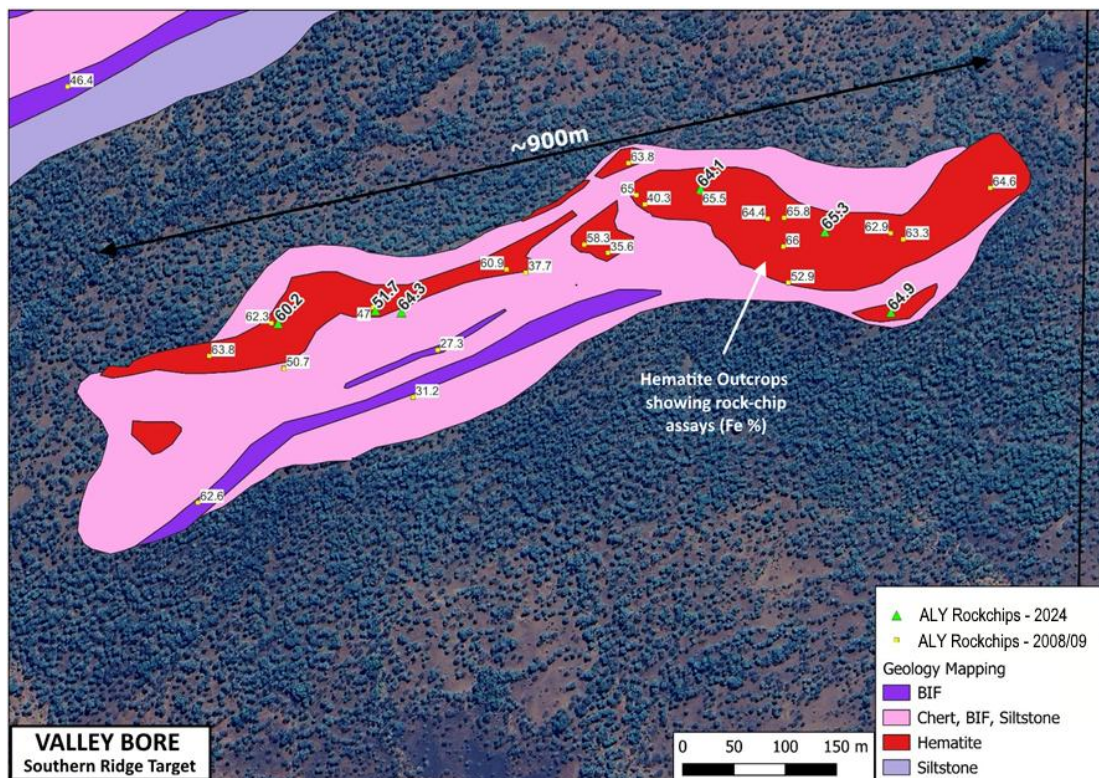 46.4
~900m
63.8
64.1
65
65.5
40.3
64.6
64.4
65.8
65.3
62.9
63.3
66
58.3
35.6
60.9
37.7
52.9
64.9
62.3
60.2
51.7
47
64.3
63.8
50.7
27.3
31.2
62.6
Hematite Outcrops
showing rock-chip
assays (Fe %)
ALY Rockchips - 2024
ALY Rockchips - 2008/09
Geology Mapping
BIF
Chert, BIF, Siltstone
Hematite
Siltstone
VALLEY BORE
Southern Ridge Target
0 50 100 150 m